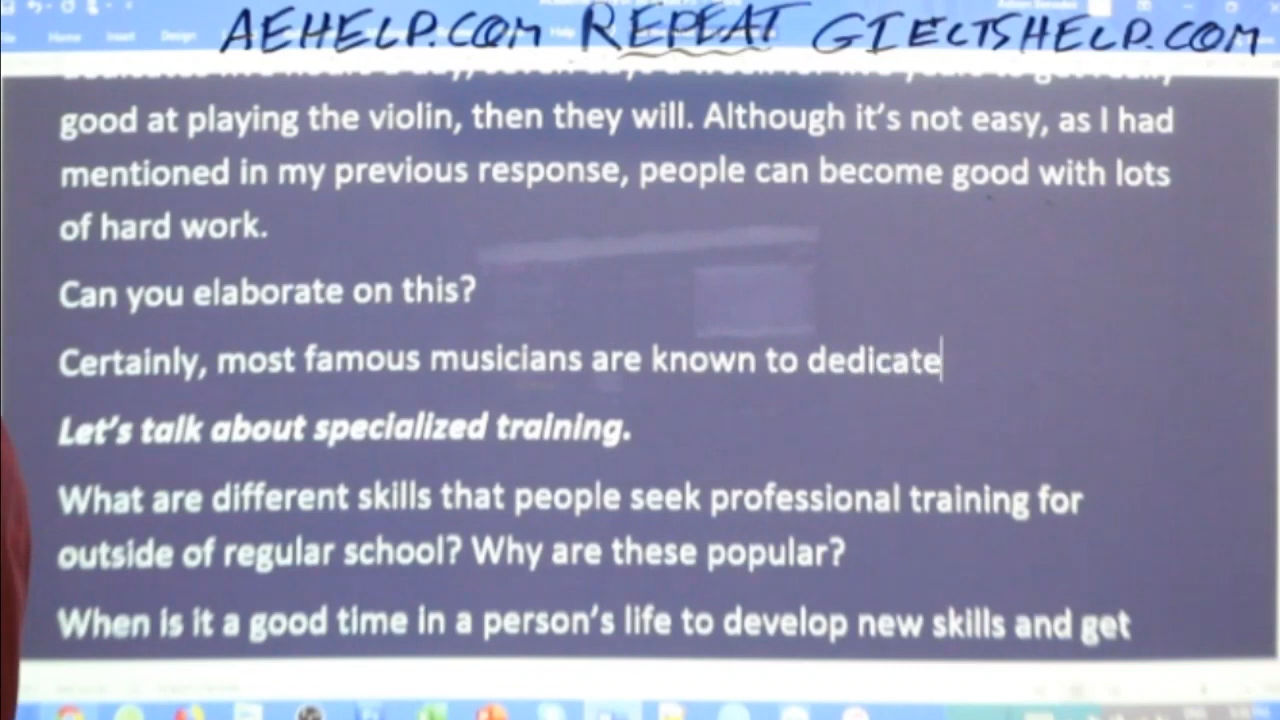 AEHELP.COM REPEAT GIELTSHELP.COM
Home Insert Design
good at playing the violin, then they will. Although it's not easy, as I had
mentioned in my previous response, people can become good with lots
of hard work.
Can you elaborate on this?
Certainly, most famous musicians are known to dedicate
Let's talk about specialized training.
What are different skills that people seek professional training for
outside of regular school? Why are these popular?
When is it a good time in a person's life to develop new skills and get